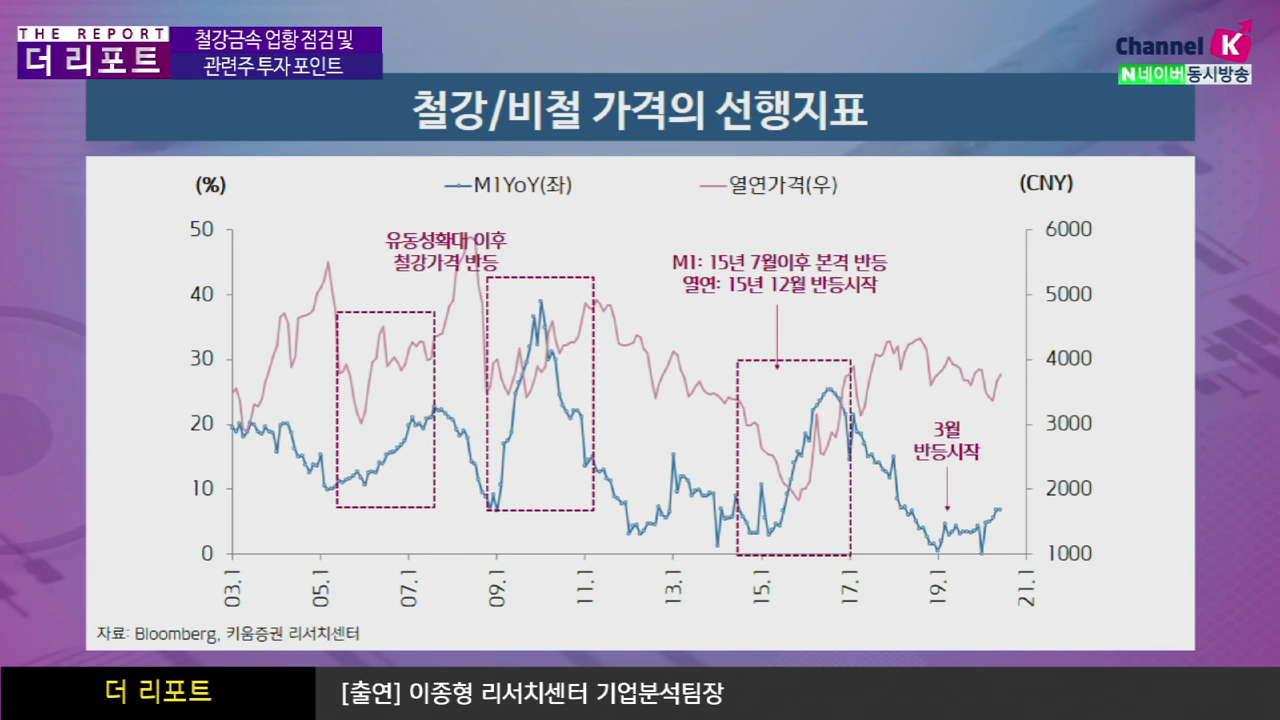 THE REPORT
더 리포트
철강금속 업황 점검 및
관련주 투자 포인트
Channel K
N 네이버 동시방송
철강/비철 가격의 선행지표
(%)
M1YoY(좌)
열연가격(우)
(CNY)
50
40
30
20
10
0
6000
5000
4000
3000
2000
1000
유동성확대 이후
철강가격 반등
M1: 15년 7월이후 본격 반등
열연: 15년 12월 반등시작
3월
반등시작
03.1
05.1
07.1
09.1
11.1
13.1
15.1
17.1
19.1
21.1
자료: Bloomberg, 키움증권 리서치센터
더 리포트
[출연] 이종형 리서치센터 기업분석팀장